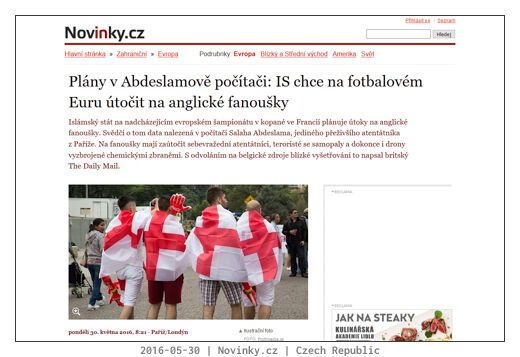 Přihlásit se | Seznam
Novinky.cz
Hledej
Hlavní stránka » Zahraniční » Evropa
Podrubriky Evropa Blízký a Střední východ Amerika Svět
Plány v Abdeslamově počítači: IS chce na fotbalovém
Euru útočit na anglické fanoušky
Islámský stát na nadcházejícím evropském šampionátu v kopané ve Francii plánuje útoky na anglické
fanoušky. Svědčí o tom data nalezená v počítači Salaha Abdeslama, jediného přeživšího atentátníka
z Paříže. Na fanoušky mají zaútočit sebevražední atentátníci, teroristé se samopaly a dokonce i drony
vyzbrojené chemickými zbraněmi. S odvoláním na belgické zdroje blízké vyšetřování to napsal britský
The Daily Mail.
REKLAMA
REKLAMA
JAK NA STEAKY
KULINÁŘSKÁ
AKADEMIE LIDLU
pondělí 30. května 2016, 8:21 - Paříž/Londýn
Ilustrační foto
FOTO: Profimedia.cz
2016-05-30 | Novinky.cz | Czech Republic